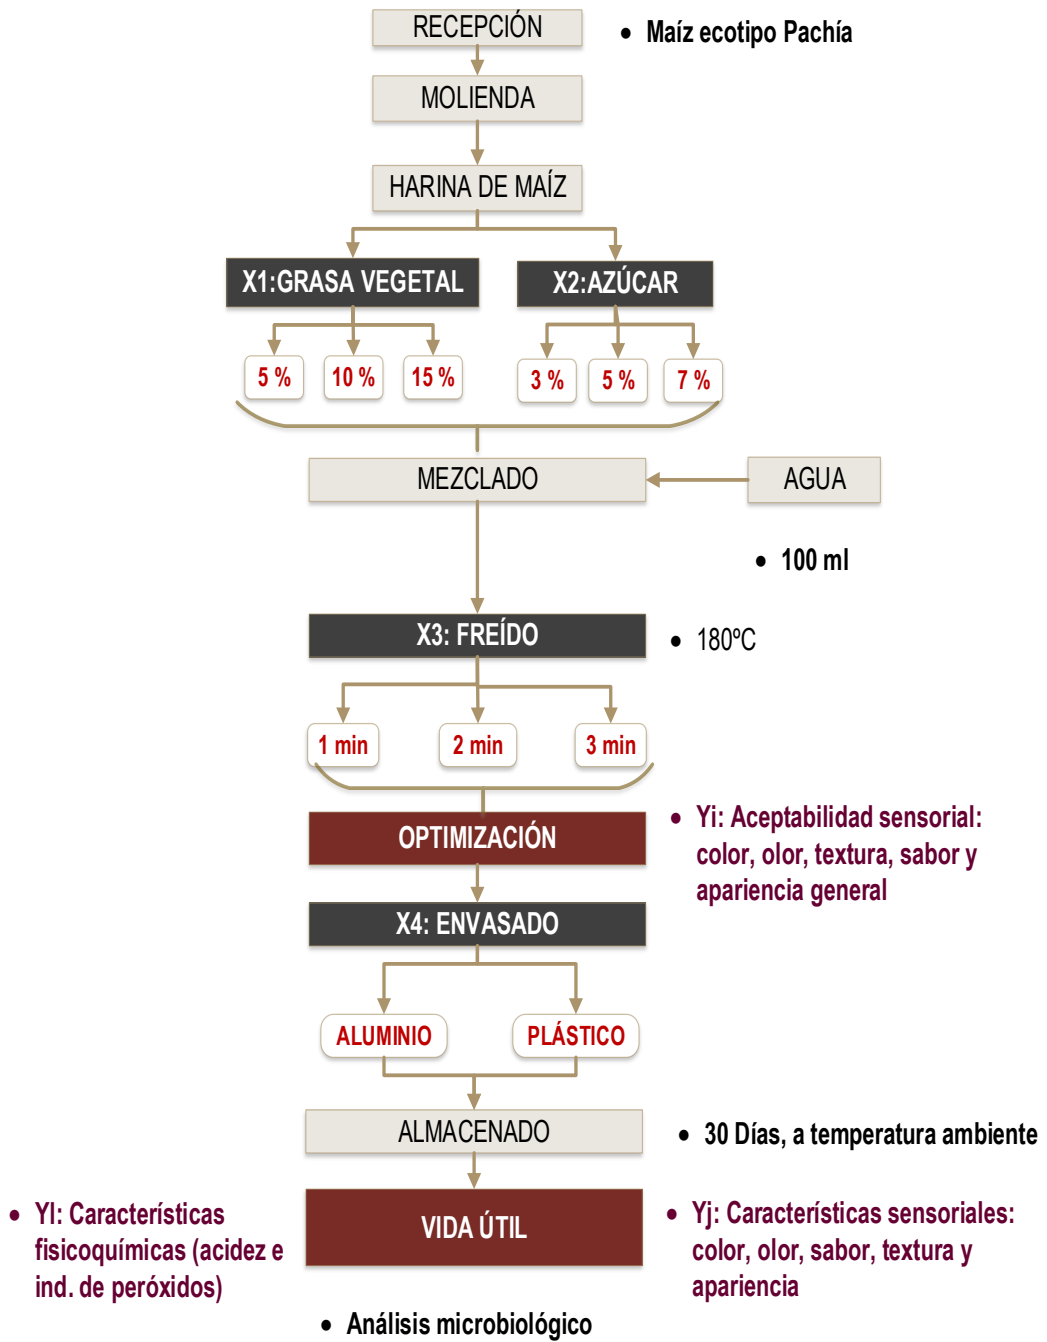 RECEPCIÓN
• Maíz ecotipo Pachía
MOLIENDA
HARINA DE MAÍZ
X1:GRASA VEGETAL
X2:AZÚCAR
5 %
10 %
15 %
3 %
5 %
7 %
MEZCLADO
AGUA
• 100 ml
X3: FREÍDO
• 180ºC
1 min
2 min
3 min
OPTIMIZACIÓN
• Yi: Aceptabilidad sensorial:
color, olor, textura, sabor y
apariencia general
X4: ENVASADO
ALUMINIO
PLÁSTICO
ALMACENADO
• 30 Días, a temperatura ambiente
• Yl: Características
fisicoquímicas (acidez e
ind. de peróxidos)
VIDA ÚTIL
• Yj: Características sensoriales:
color, olor, sabor, textura y
apariencia
• Análisis microbiológico